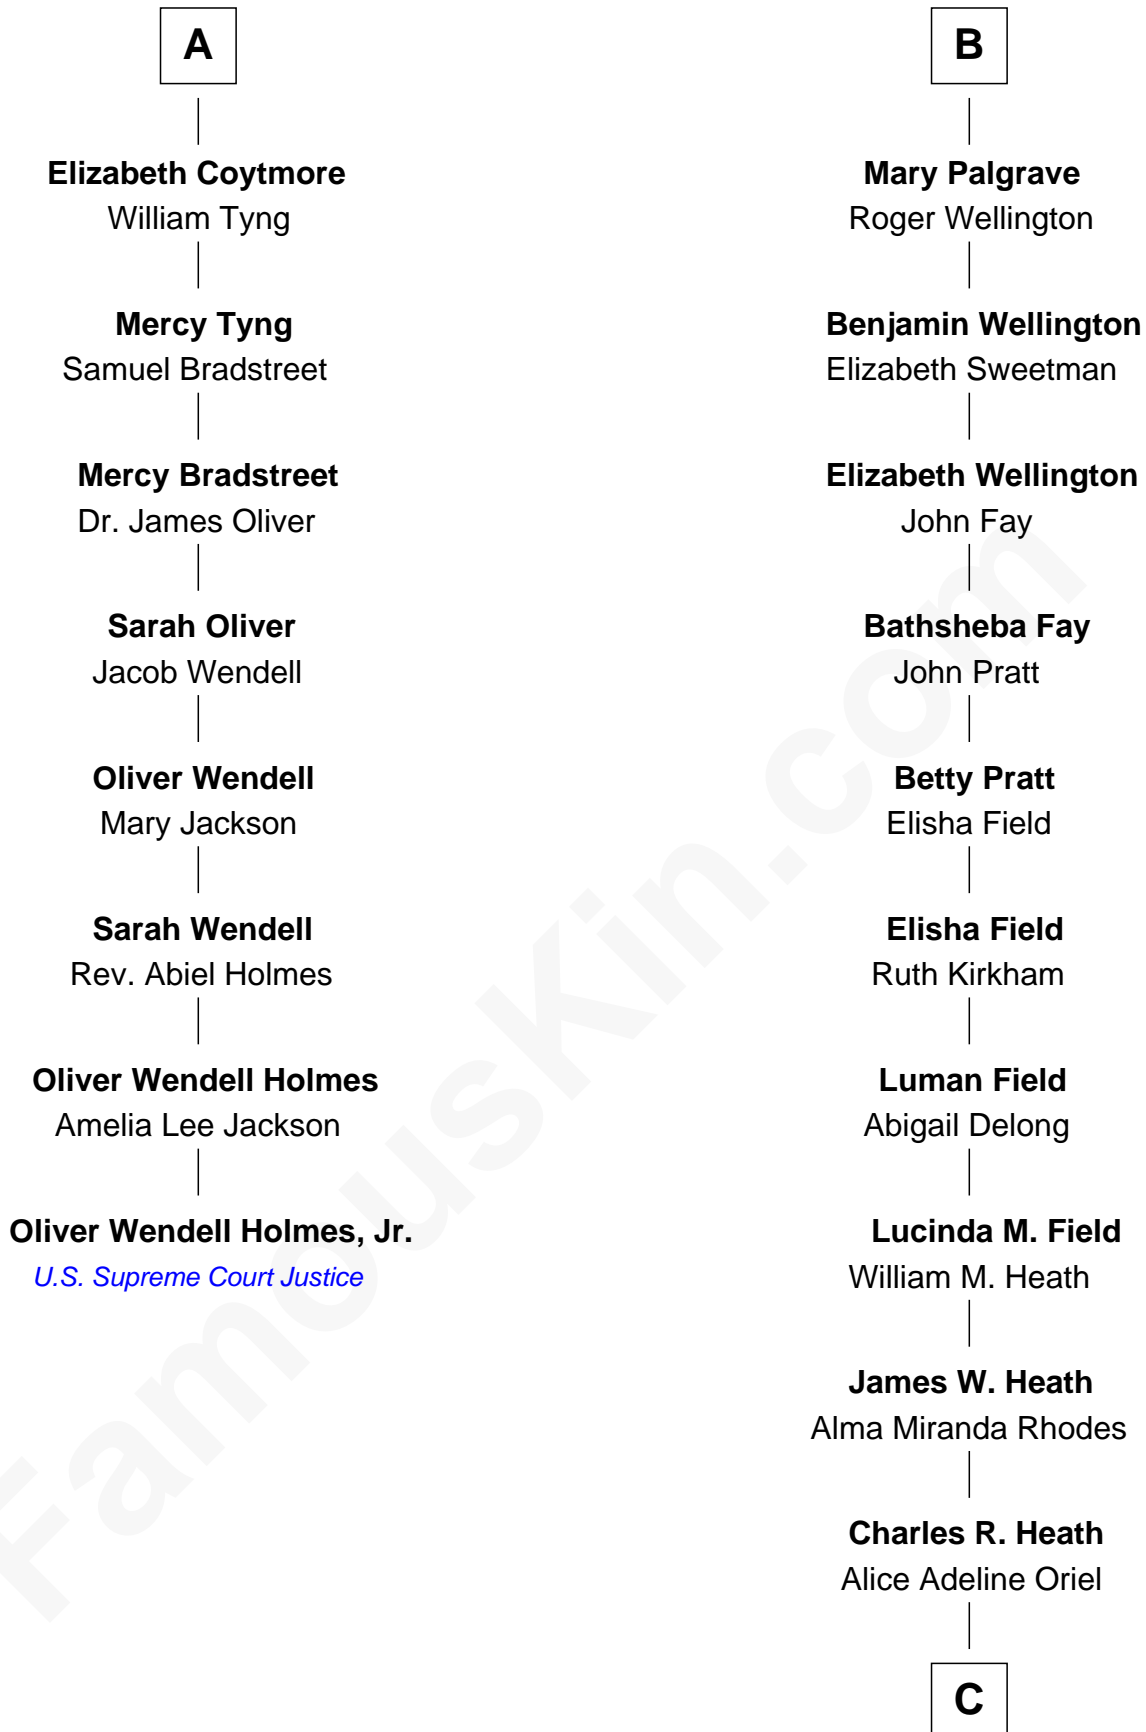 A
Elizabeth Coytmore
William Tyng
Mercy Tyng
Samuel Bradstreet
Mercy Bradstreet
Dr. James Oliver
Sarah Oliver
Jacob Wendell
Oliver Wendell
Mary Jackson
Sarah Wendell
Rev. Abiel Holmes
Oliver Wendell Holmes
Amelia Lee Jackson
Oliver Wendell Holmes, Jr.
U.S. Supreme Court Justice
B
Mary Palgrave
Roger Wellington
Benjamin Wellington
Elizabeth Sweetman
Elizabeth Wellington
John Fay
Bathsheba Fay
John Pratt
Betty Pratt
Elisha Field
Elisha Field
Ruth Kirkham
Luman Field
Abigail Delong
Lucinda M. Field
William M. Heath
James W. Heath
Alma Miranda Rhodes
Charles R. Heath
Alice Adeline Oriel
C
FamousKin.com